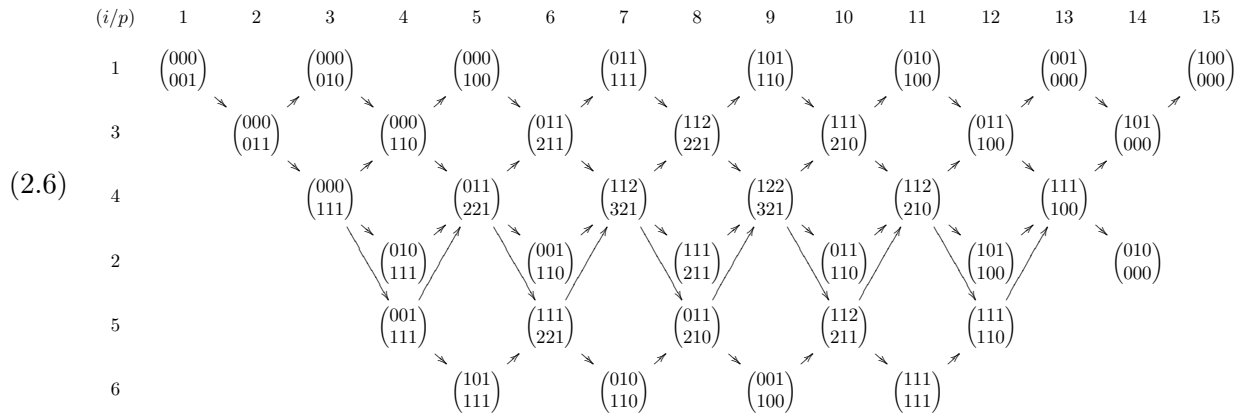 (i/p) 1 2 3 4 5 6 7 8 9 10 11 12 13 14 15
1 (000 001) (000 010) (000 100) (011 111) (101 110) (010 100) (001 000) (100 000)
3 (000 011) (000 110) (011 211) (112 221) (111 210) (011 100) (101 000)
(2.6)
4 (000 111) (011 221) (112 321) (122 321) (112 210) (111 100)
2 (010 111) (001 110) (111 211) (011 110) (101 100) (010 000)
5 (001 111) (111 221) (011 210) (112 211) (111 110)
6 (101 111) (010 110) (001 100) (111 111)